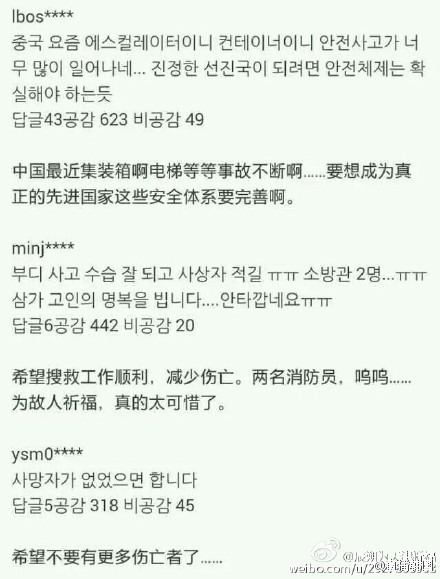 lbos****
중국 요즘 에스컬레이터이니 컨테이너이니 안전사고가 너
무 많이 일어나네... 진정한 선진국이 되려면 안전체제는 확
실해야 하는듯
답글43공감 623 비공감 49
中国最近集装箱啊电梯等等事故不断啊……要想成为真
正的先进国家这些安全体系要完善啊。
minj****
부디 사고 수습 잘 되고 사상자 적길 ㅠㅠ 소방관 2명...ㅠㅠ
삼가 고인의 명복을 빕니다....안타깝네요ㅠㅠ
답글6공감 442 비공감 20
希望搜救工作顺利，减少伤亡。两名消防员，呜呜……
为故人祈福，真的太可惜了。
ysm0****
사망자가 없었으면 합니다
답글5공감 318 비공감 45
希望不要有更多伤亡者了……
weibo.com/u/2